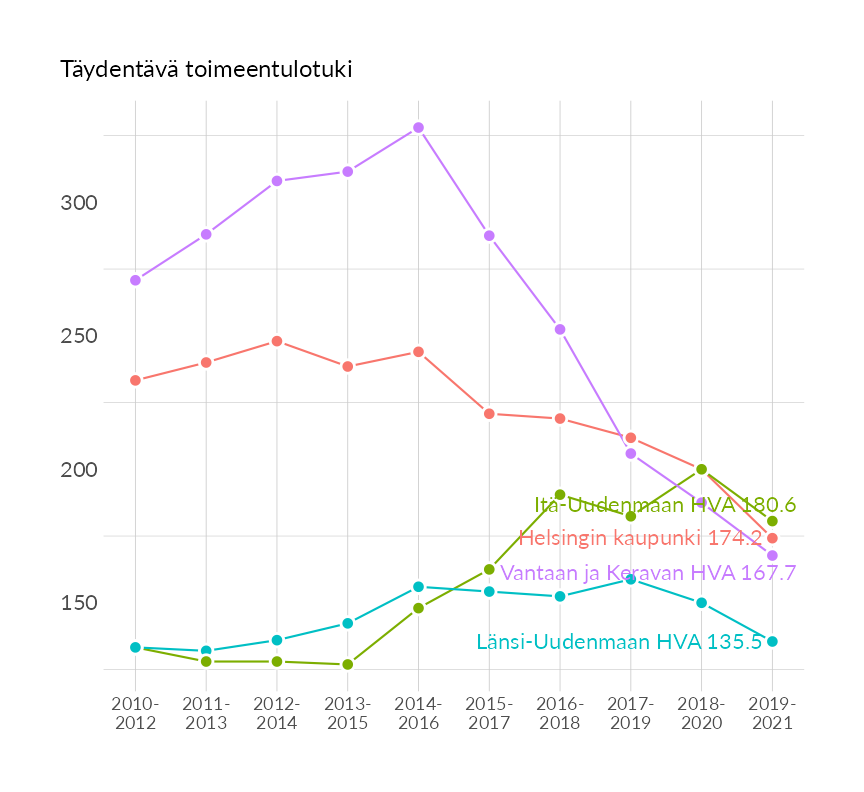 Täydentävä toimeentulotuki
300
250
200
150
Itä-Uudenmaan HVA 180.6
Helsingin kaupunki 174.2
Vantaan ja Keravan HVA 167.7
Länsi-Uudenmaan HVA 135.5
2010- 2011- 2012- 2013- 2014- 2015- 2016- 2017- 2018- 2019-
2012 2013 2014 2015 2016 2017 2018 2019 2020 2021